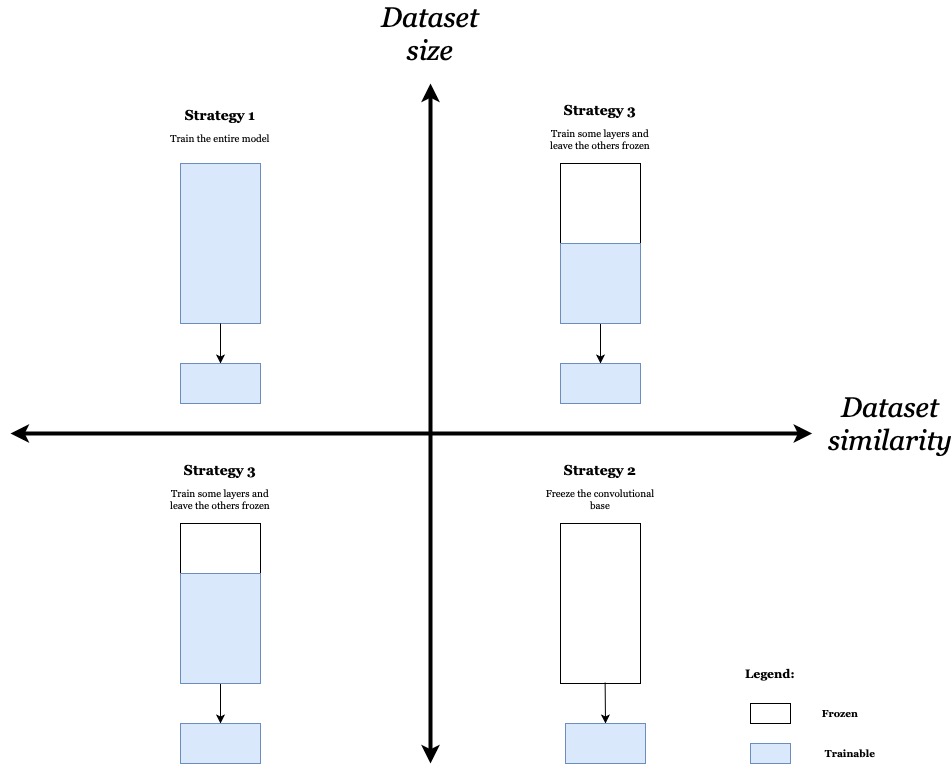 Dataset
size
Strategy 1
Train the entire model
Strategy 3
Train some layers and
leave the others frozen
Dataset
similarity
Strategy 3
Train some layers and
leave the others frozen
Strategy 2
Freeze the convolutional
base
Legend:
Frozen
Trainable